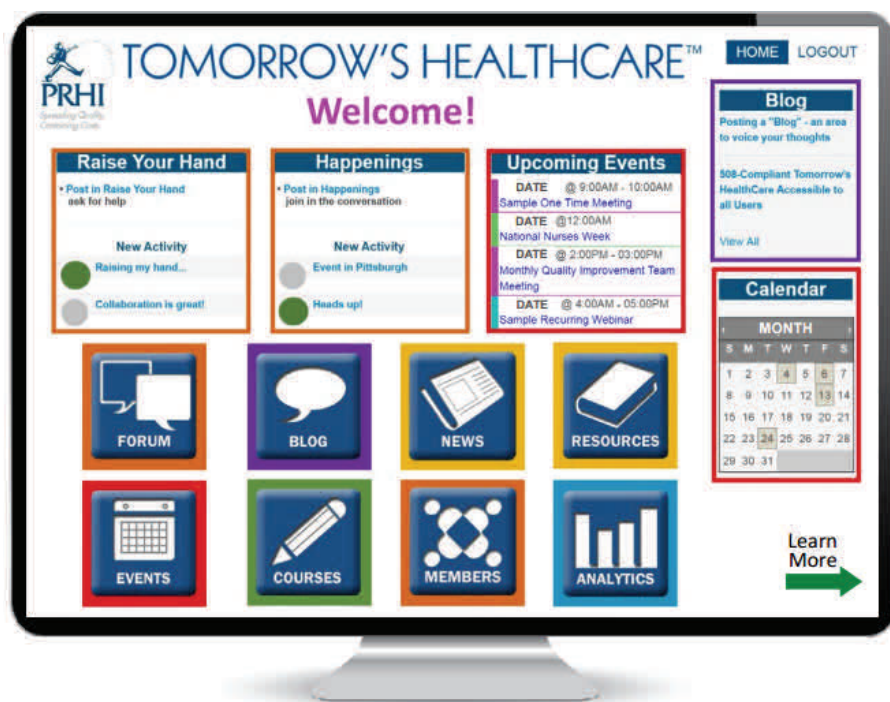 TOMORROW'S HEALTHCARE™
HOME LOGOUT
PRHI
Welcome!
Raise Your Hand
• Post in Raise Your Hand
ask for help
New Activity
Raising my hand...
Collaboration is great!
Happenings
• Post in Happenings
join in the conversation
New Activity
Event in Pittsburgh
Heads up!
Upcoming Events
DATE @ 9:00AM - 10:00AM
Sample One Time Meeting
DATE @12:00AM
National Nurses Week
DATE @ 2:00PM - 03:00PM
Monthly Quality Improvement Team
Meeting
DATE @ 4:00AM - 05:00PM
Sample Recurring Webinar
Blog
Posting a "Blog" - an area
to voice your thoughts
508-Compliant Tomorrow's
HealthCare Accessible to
all Users
View All
Calendar
‹ MONTH ›
S M T W T F S
1 2 3 4 5 6 7
8 9 10 11 12 13 14
15 16 17 18 19 20 21
22 23 24 25 26 27 28
29 30 31
FORUM
BLOG
NEWS
RESOURCES
EVENTS
COURSES
MEMBERS
ANALYTICS
Learn
More